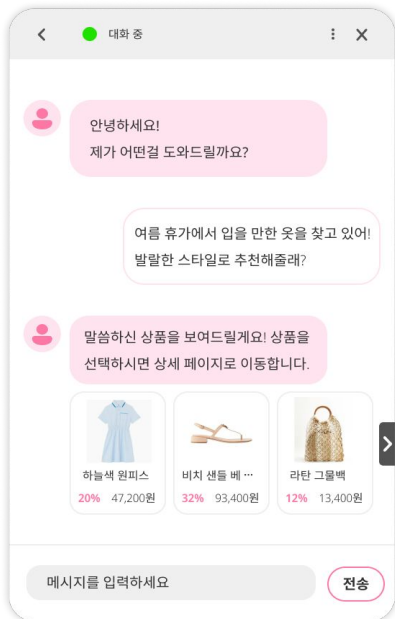 대화 중
안녕하세요!
제가 어떤걸 도와드릴까요?
여름 휴가에서 입을 만한 옷을 찾고 있어!
발랄한 스타일로 추천해줄래?
말씀하신 상품을 보여드릴게요! 상품을
선택하시면 상세 페이지로 이동합니다.
하늘색 원피스
20% 47,200원
비치 샌들 베 ···
32% 93,400원
라탄 그물백
12% 13,400원
메시지를 입력하세요
전송